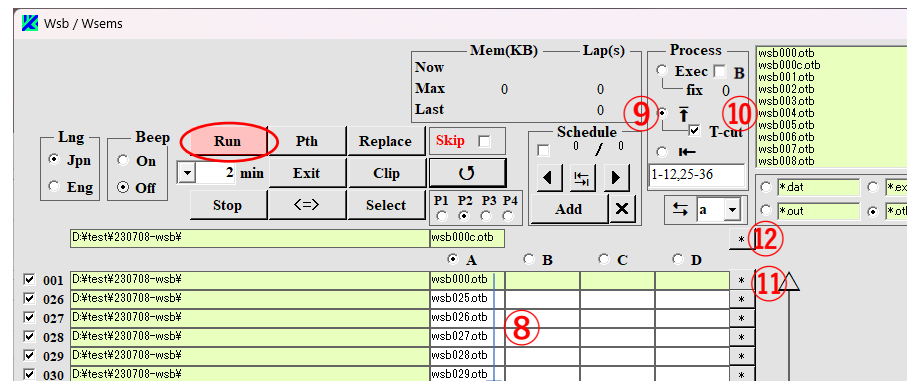 Wsb / Wsems
Mem(KB) Lap(s)
Now
Max 0 0
Last 0
Process
Exec B
fix 0
⑨ ⑩
T-cut
1-12,25-36
a
wsb000.otb
wsb000c.otb
wsb001.otb
wsb002.otb
wsb003.otb
wsb004.otb
wsb005.otb
wsb006.otb
wsb007.otb
wsb008.otb
Lng
Jpn
Eng
Beep
On
Off
Run Pth Replace Skip
2 min Exit Clip
Stop <=> Select
P1 P2 P3 P4
Schedule
0 / 0
Add X
*.dat
*.out
D:¥test¥230708-wsb¥ wsb000c.otb * ⑫
A B C D
001 D:¥test¥230708-wsb¥ wsb000.otb * ⑪
026 D:¥test¥230708-wsb¥ wsb025.otb *
027 D:¥test¥230708-wsb¥ wsb026.otb * ⑧
028 D:¥test¥230708-wsb¥ wsb027.otb *
029 D:¥test¥230708-wsb¥ wsb028.otb *
030 D:¥test¥230708-wsb¥ wsb029.otb *